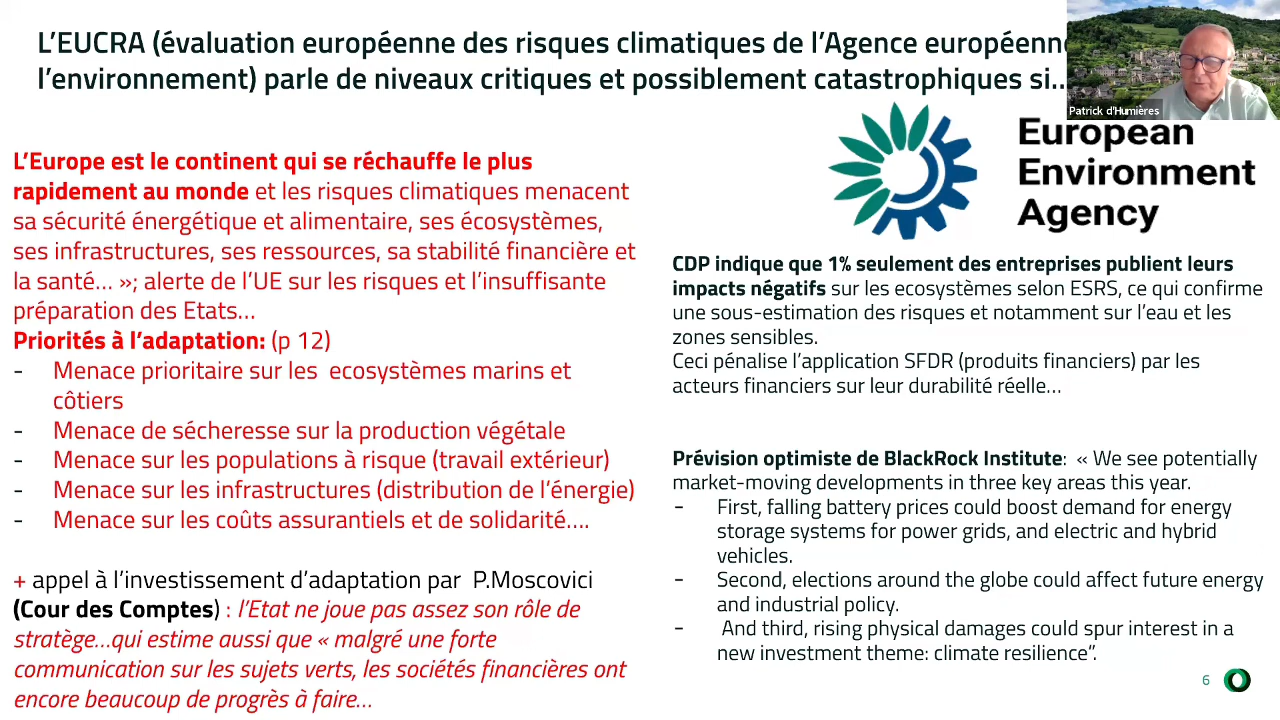 L’EUCRA (évaluation européenne des risques climatiques de l’Agence européenne
l’environnement) parle de niveaux critiques et possiblement catastrophiques si..
Patrick d'Humières
L’Europe est le continent qui se réchauffe le plus
rapidement au monde et les risques climatiques menacent
sa sécurité énergétique et alimentaire, ses écosystèmes,
ses infrastructures, ses ressources, sa stabilité financière et
la santé… »; alerte de l’UE sur les risques et l’insuffisante
préparation des Etats…
Priorités à l’adaptation: (p 12)
- Menace prioritaire sur les ecosystèmes marins et
côtiers
- Menace de sécheresse sur la production végétale
- Menace sur les populations à risque (travail extérieur)
- Menace sur les infrastructures (distribution de l’énergie)
- Menace sur les coûts assurantiels et de solidarité….
+ appel à l’investissement d’adaptation par P.Moscovici
(Cour des Comptes) : l’Etat ne joue pas assez son rôle de
stratège…qui estime aussi que « malgré une forte
communication sur les sujets verts, les sociétés financières ont
encore beaucoup de progrès à faire…
European
Environment
Agency
CDP indique que 1% seulement des entreprises publient leurs
impacts négatifs sur les ecosystèmes selon ESRS, ce qui confirme
une sous-estimation des risques et notamment sur l’eau et les
zones sensibles.
Ceci pénalise l’application SFDR (produits financiers) par les
acteurs financiers sur leur durabilité réelle…
Prévision optimiste de BlackRock Institute: « We see potentially
market-moving developments in three key areas this year.
- First, falling battery prices could boost demand for energy
storage systems for power grids, and electric and hybrid
vehicles.
- Second, elections around the globe could affect future energy
and industrial policy.
- And third, rising physical damages could spur interest in a
new investment theme: climate resilience”.
6